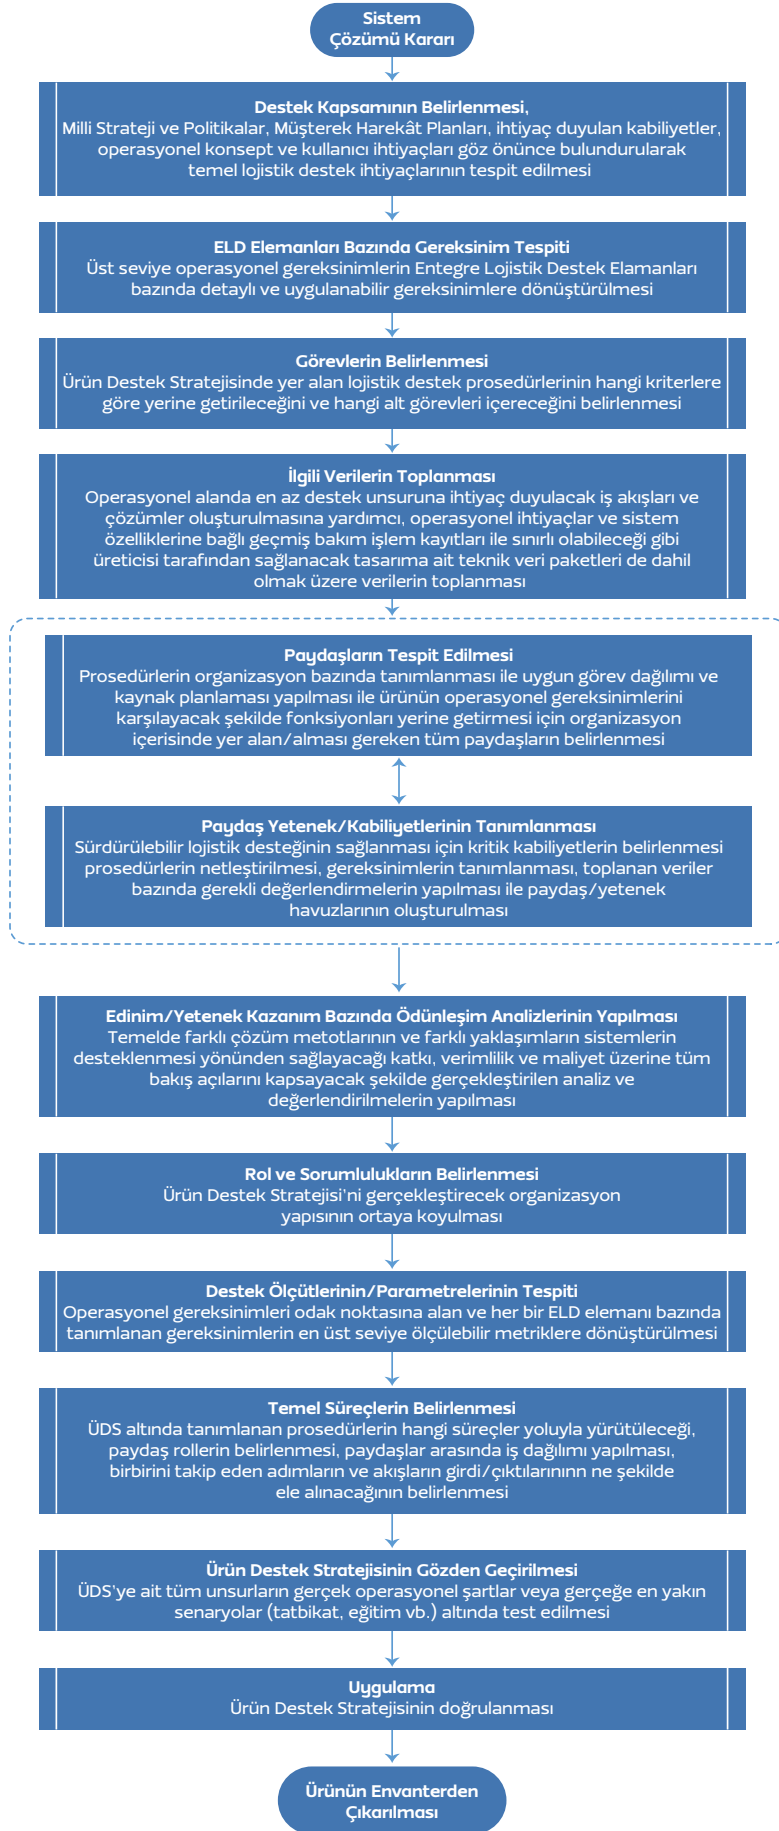 Sistem
Çözümü Kararı
Destek Kapsamının Belirlenmesi,
Milli Strateji ve Politikalar, Müşterek Harekât Planları, ihtiyaç duyulan kabiliyetler,
operasyonel konsept ve kullanıcı ihtiyaçları göz önünce bulundurularak
temel lojistik destek ihtiyaçlarının tespit edilmesi
ELD Elemanları Bazında Gereksinim Tespiti
Üst seviye operasyonel gereksinimlerin Entegre Lojistik Destek Elamanları
bazında detaylı ve uygulanabilir gereksinimlere dönüştürülmesi
Görevlerin Belirlenmesi
Ürün Destek Stratejisinde yer alan lojistik destek prosedürlerinin hangi kriterlere
göre yerine getirileceğini ve hangi alt görevleri içereceğini belirlenmesi
İlgili Verilerin Toplanması
Operasyonel alanda en az destek unsuruna ihtiyaç duyulacak iş akışları ve
çözümler oluşturulmasına yardımcı, operasyonel ihtiyaçlar ve sistem
özelliklerine bağlı geçmiş bakım işlem kayıtları ile sınırlı olabileceği gibi
üreticisi tarafından sağlanacak tasarıma ait teknik veri paketleri de dahil
olmak üzere verilerin toplanması
Paydaşların Tespit Edilmesi
Prosedürlerin organizasyon bazında tanımlanması ile uygun görev dağılımı ve
kaynak planlaması yapılması ile ürünün operasyonel gereksinimlerini
karşılayacak şekilde fonksiyonları yerine getirmesi için organizasyon
içerisinde yer alan/alması gereken tüm paydaşların belirlenmesi
Paydaş Yetenek/Kabiliyetlerinin Tanımlanması
Sürdürülebilir lojistik desteğinin sağlanması için kritik kabiliyetlerin belirlenmesi
prosedürlerin netleştirilmesi, gereksinimlerin tanımlanması, toplanan veriler
bazında gerekli değerlendirmelerin yapılması ile paydaş/yetenek
havuzlarının oluşturulması
Edinim/Yetenek Kazanım Bazında Ödünleşim Analizlerinin Yapılması
Temelde farklı çözüm metotlarının ve farklı yaklaşımların sistemlerin
desteklenmesi yönünden sağlayacağı katkı, verimlilik ve maliyet üzerine tüm
bakış açılarını kapsayacak şekilde gerçekleştirilen analiz ve
değerlendirilmelerin yapılması
Rol ve Sorumlulukların Belirlenmesi
Ürün Destek Stratejisi'ni gerçekleştirecek organizasyon
yapısının ortaya koyulması
Destek Ölçütlerinin/Parametrelerinin Tespiti
Operasyonel gereksinimleri odak noktasına alan ve her bir ELD elemanı bazında
tanımlanan gereksinimlerin en üst seviye ölçülebilir metriklere dönüştürülmesi
Temel Süreçlerin Belirlenmesi
ÜDS altında tanımlanan prosedürlerin hangi süreçler yoluyla yürütüleceği,
paydaş rollerin belirlenmesi, paydaşlar arasında iş dağılımı yapılması,
birbirini takip eden adımların ve akışların girdi/çıktılarınınn ne şekilde
ele alınacağının belirlenmesi
Ürün Destek Stratejisinin Gözden Geçirilmesi
ÜDS'ye ait tüm unsurların gerçek operasyonel şartlar veya gerçeğe en yakın
senaryolar (tatbikat, eğitim vb.) altında test edilmesi
Uygulama
Ürün Destek Stratejisinin doğrulanması
Ürünün Envanterden
Çıkarılması